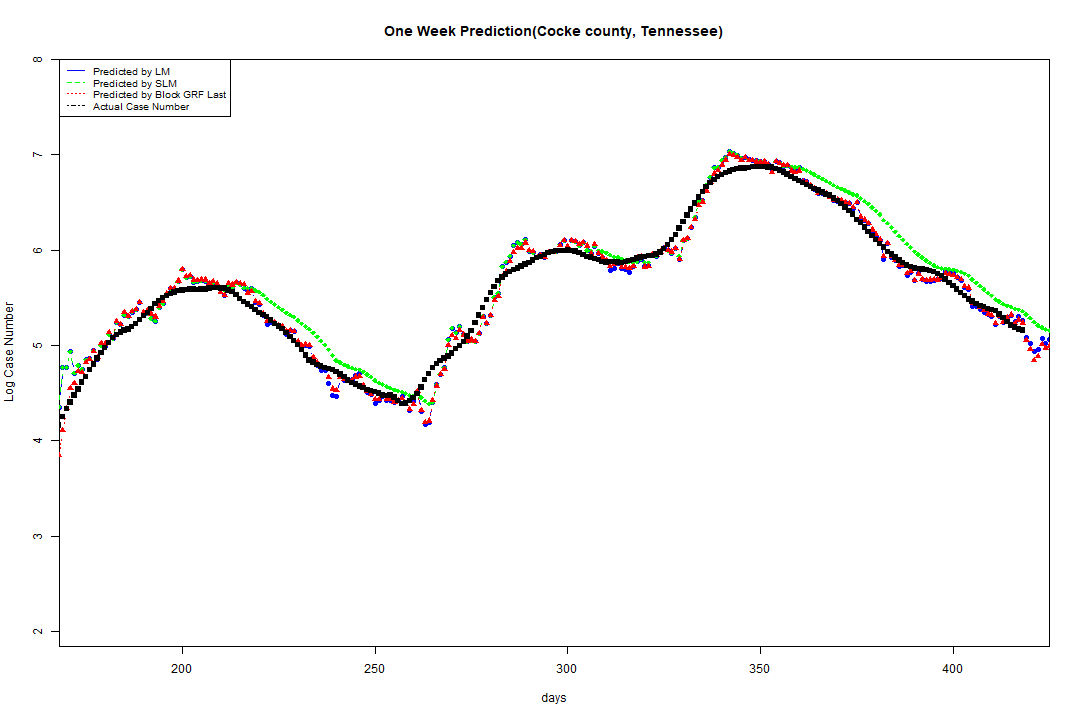 One Week Prediction(Cocke county, Tennessee)
Predicted by LM
Predicted by SLM
Predicted by Block GRF Last
Actual Case Number
8
7
6
5
4
3
2
Log Case Number
200 250 300 350 400
days